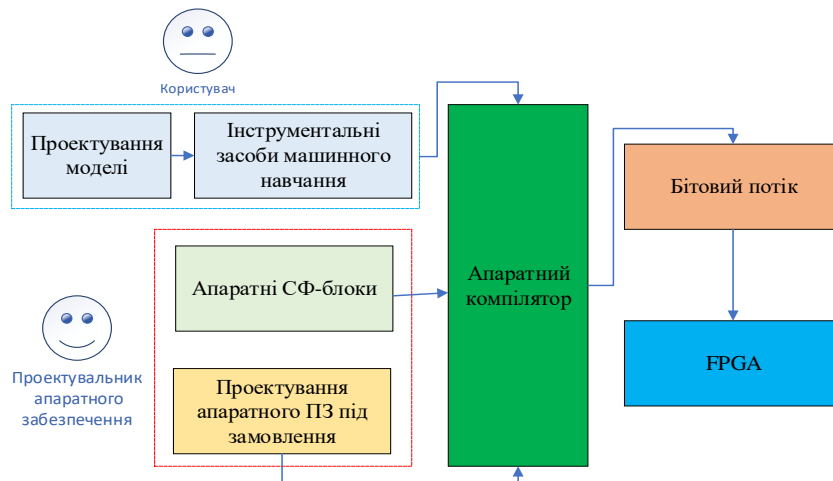 Користувач
Проектування
моделі
Інструментальні
засоби машинного
навчання
Апаратні СФ-блоки
Проектувальник
апаратного
забезпечення
Проектування
апаратного ПЗ під
замовлення
Апаратний
компілятор
Бітовий потік
FPGA